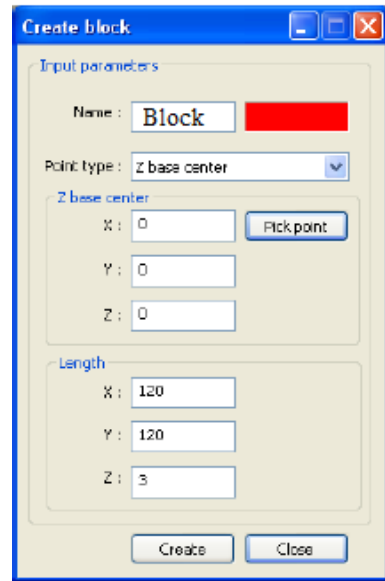 Create block
Input parameters
Name : Block
Point type : Z base center
Z base center
X : 0 Pick point
Y : 0
Z : 0
Length
X : 120
Y : 120
Z : 3
Create Close